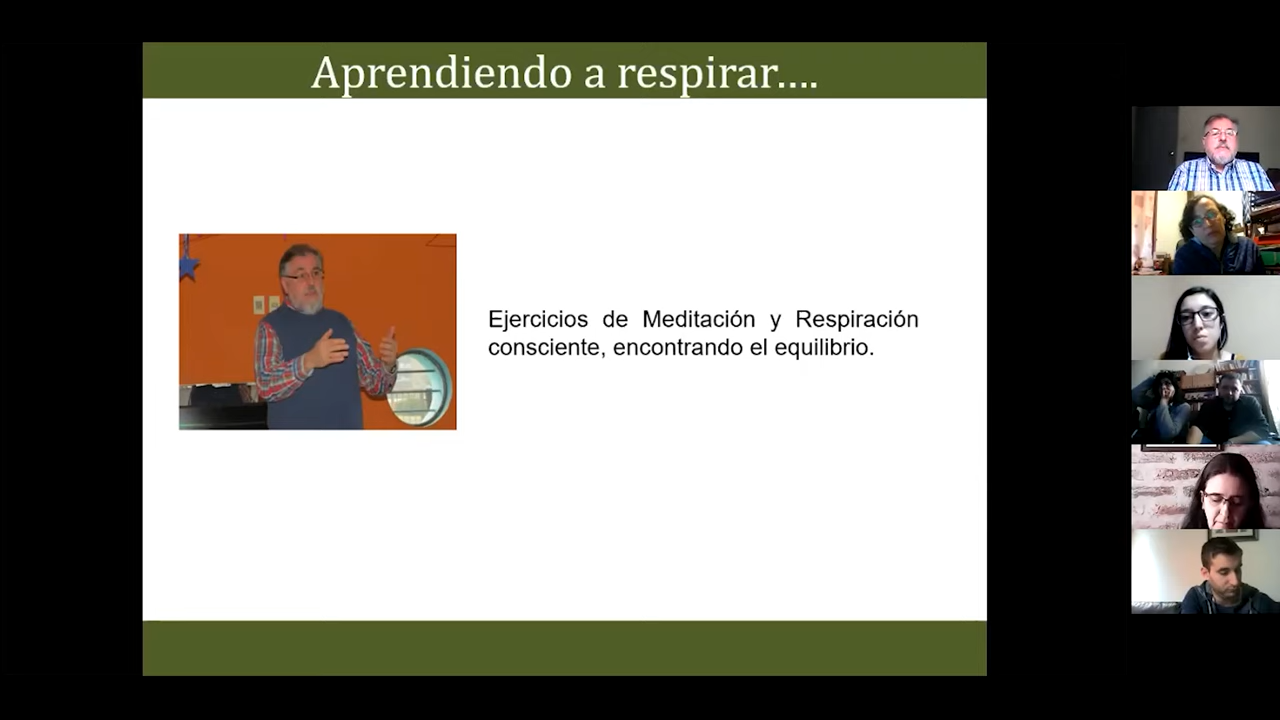 Aprendiendo a respirar....
Ejercicios de Meditación y Respiración
consciente, encontrando el equilibrio.